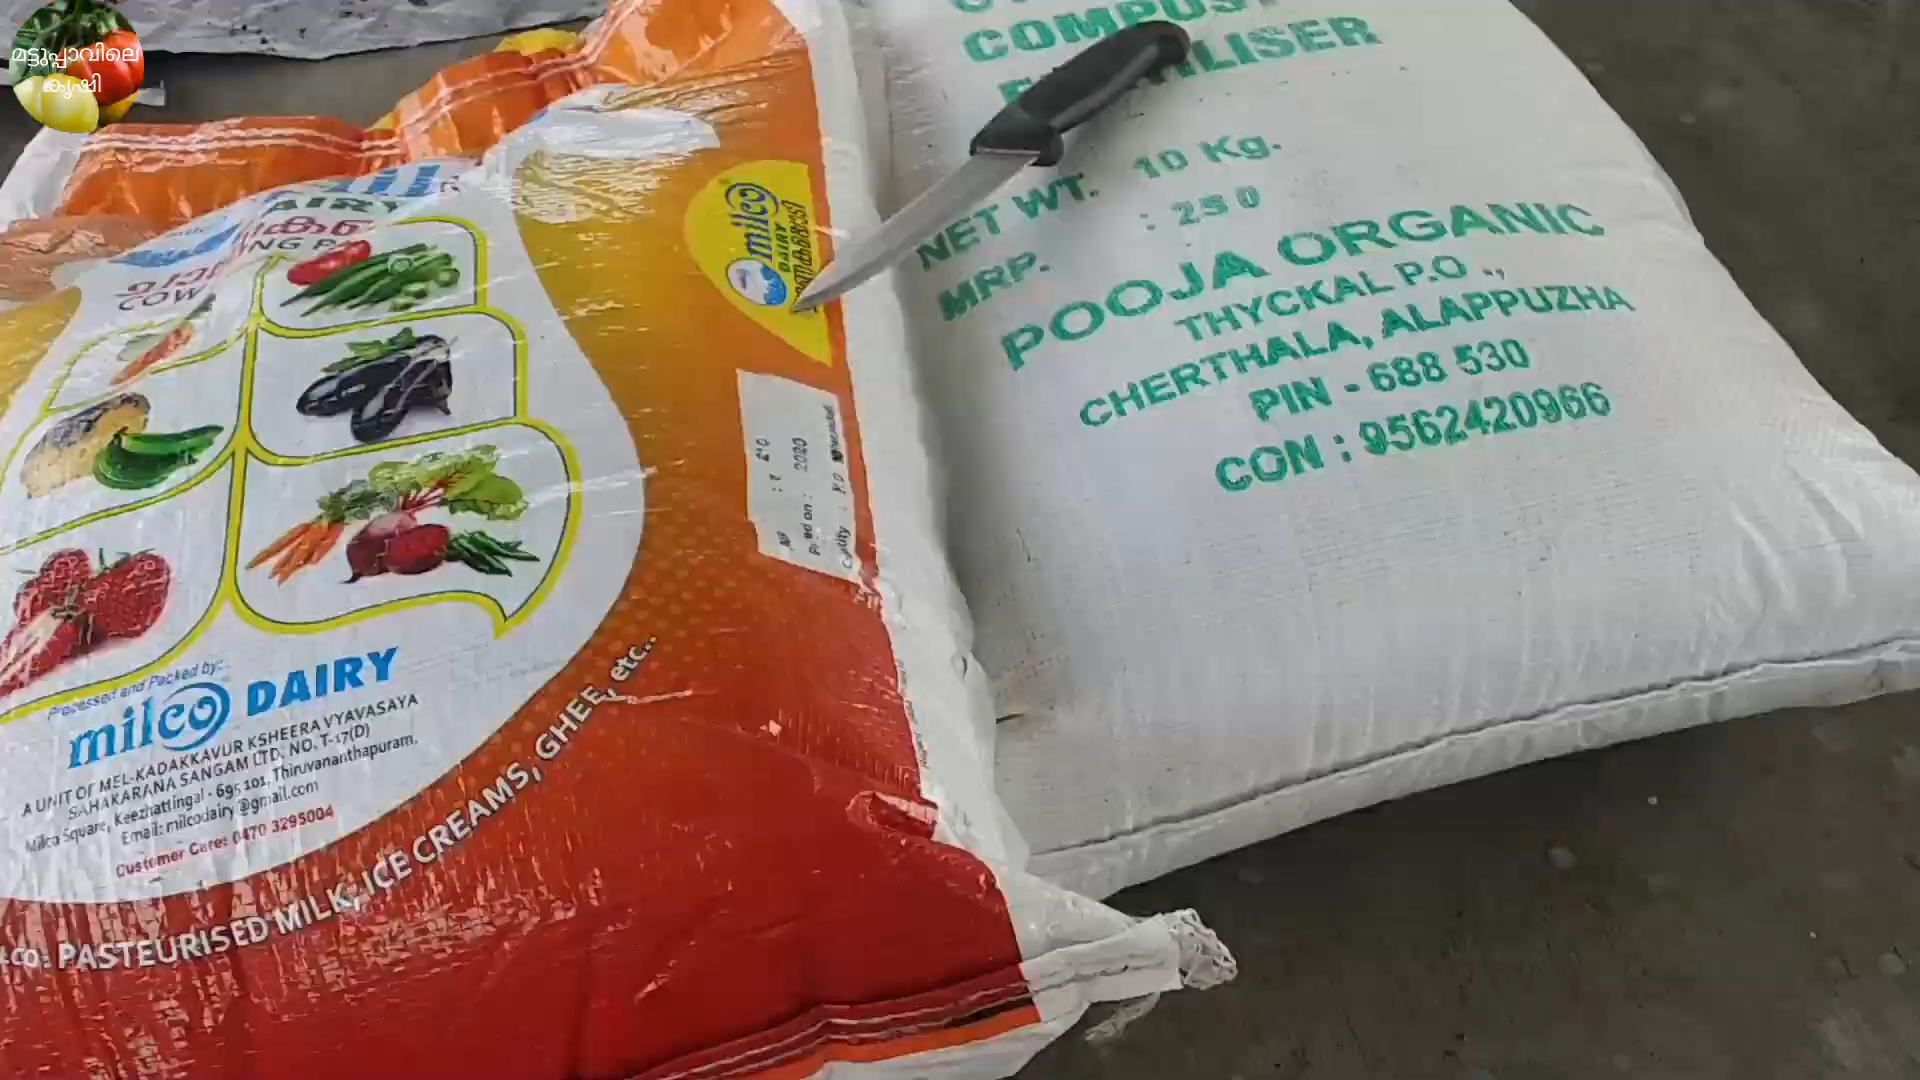 മട്ടുപ്പാവിലെ
കൃഷി
DAIRY
COW
milco
DAIRY
2020
Processed and Packed by:
milco DAIRY
A UNIT OF MEL-KADAKKAVUR KSHEERA VYAVASAYA
SAHAKARANA SANGAM LTD. NO. T-17(D)
Milco Square, Keezhattingal - 695 101, Thiruvananthapuram.
Email: milcodairy@gmail.com
Customer Care: 0470 3295004
PASTEURISED MILK, ICE CREAMS, GHEE, etc..
COMPOST
NET WT. 10 Kg.
MRP. : 250
POOJA ORGANIC
THYCKAL P.O .,
CHERTHALA, ALAPPUZHA
PIN - 688 530
CON : 9562420966